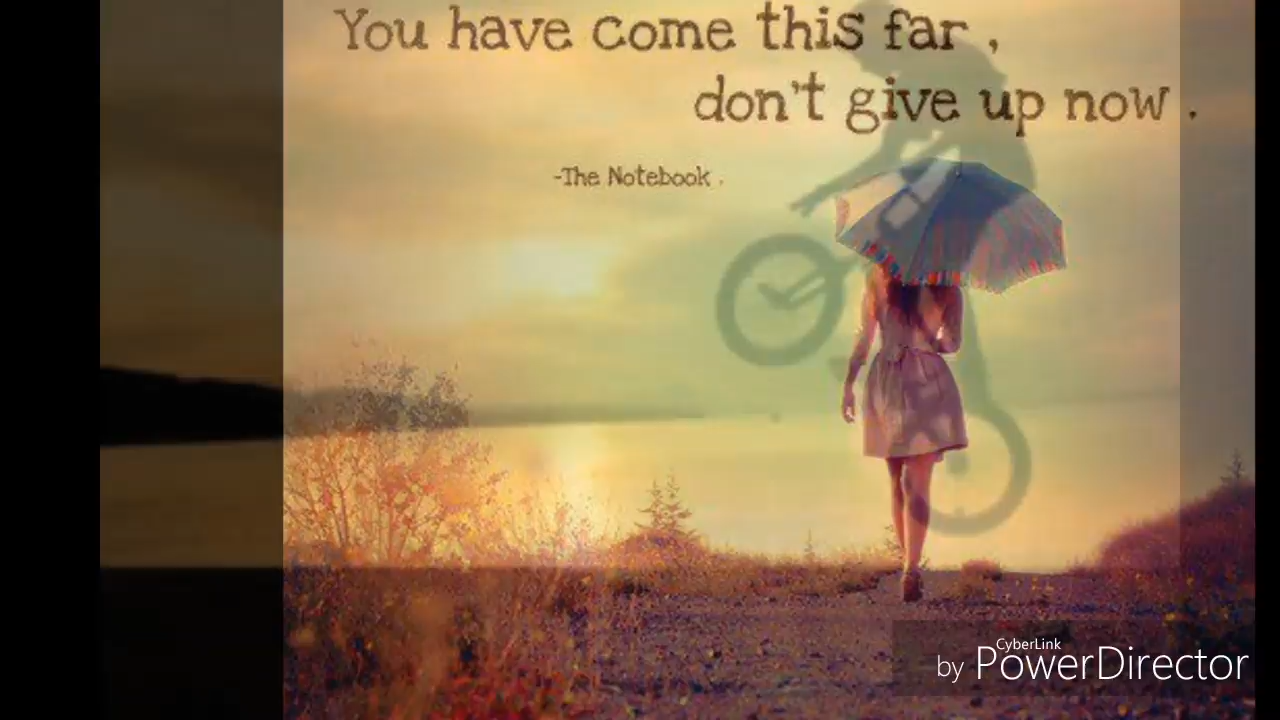 You have come this far ,
don't give up now .
-The Notebook .
CyberLink
by PowerDirector